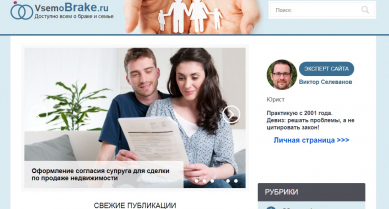 VsemoBrake.ru
Доступно всем о браке и семье
Поиск
ЭКСПЕРТ САЙТА
Виктор Селеванов
Юрист
Практикую с 2001 года.
Девиз: решать проблемы, а не
цитировать закон!
Личная страница >>>
Оформление согласия супруга для сделки
по продаже недвижимости
РУБРИКИ
СВЕЖИЕ ПУБЛИКАЦИИ